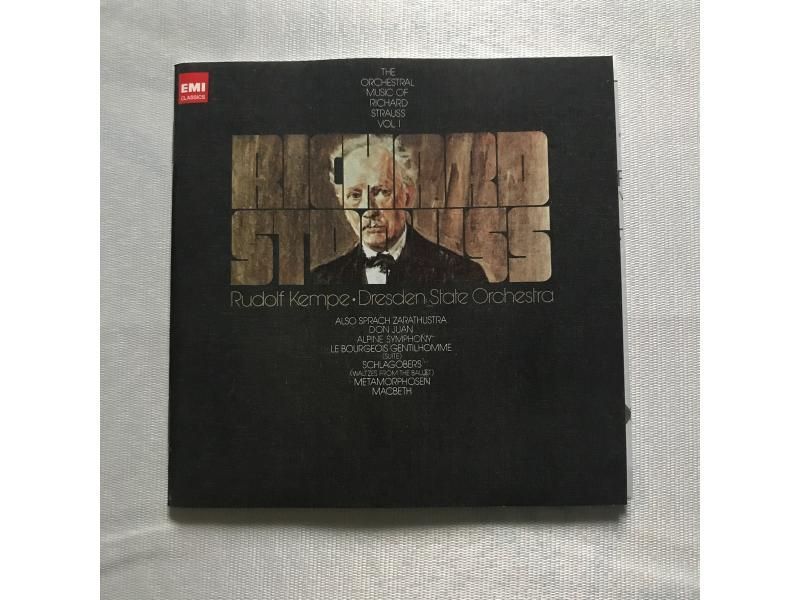 EMI
CLASSICS
THE
ORCHESTRAL
MUSIC OF
RICHARD
STRAUSS
VOL I
RICHARD
STRAUSS
Rudolf Kempe • Dresden State Orchestra
ALSO SPRACH ZARATHUSTRA
DON JUAN
ALPINE SYMPHONY
LE BOURGEOIS GENTILHOMME
(SUITE)
SCHLAGOBERS
(WALTZES FROM THE BALLET)
METAMORPHOSEN
MACBETH